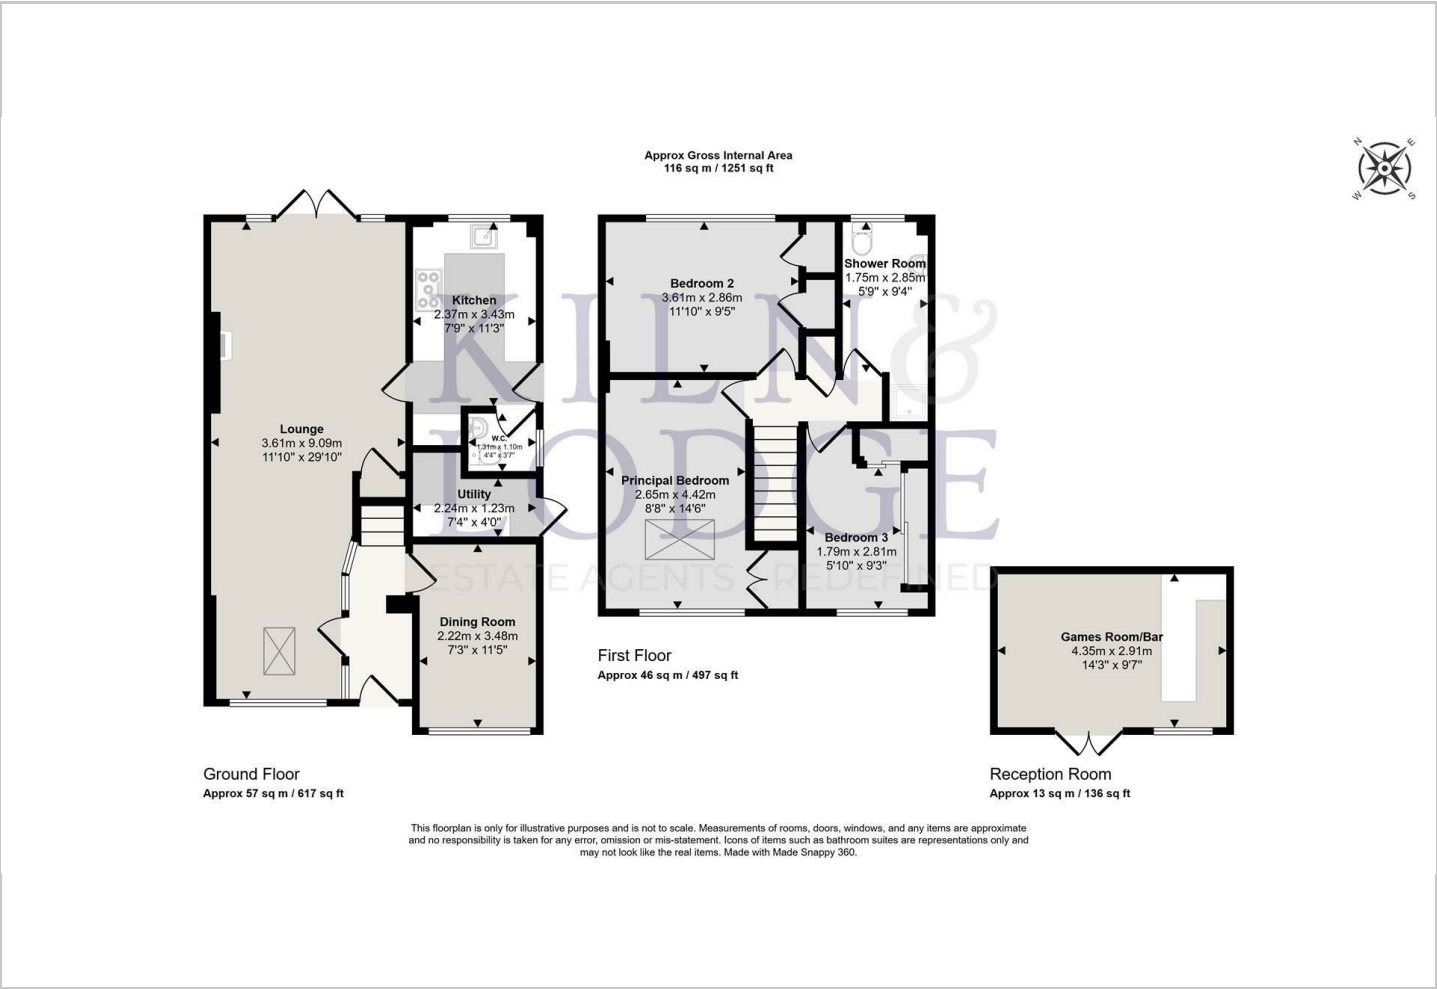 Approx Gross Internal Area
116 sq m / 1251 sq ft
N
E
W
S
Lounge
3.61m x 9.09m
11'10" x 29'10"
Kitchen
2.37m x 3.43m
7'9" x 11'3"
W.C.
1.31m x 1.10m
4'4" x 3'7"
Utility
2.24m x 1.23m
7'4" x 4'0"
Dining Room
2.22m x 3.48m
7'3" x 11'5"
Ground Floor
Approx 57 sq m / 617 sq ft
Bedroom 2
3.61m x 2.86m
11'10" x 9'5"
Shower Room
1.75m x 2.85m
5'9" x 9'4"
Principal Bedroom
2.65m x 4.42m
8'8" x 14'6"
Bedroom 3
1.79m x 2.81m
5'10" x 9'3"
First Floor
Approx 46 sq m / 497 sq ft
Games Room/Bar
4.35m x 2.91m
14'3" x 9'7"
Reception Room
Approx 13 sq m / 136 sq ft
KILN &
LODGE
ESTATE AGENTS REDEFINED
This floorplan is only for illustrative purposes and is not to scale. Measurements of rooms, doors, windows, and any items are approximate
and no responsibility is taken for any error, omission or mis-statement. Icons of items such as bathroom suites are representations only and
may not look like the real items. Made with Made Snappy 360.